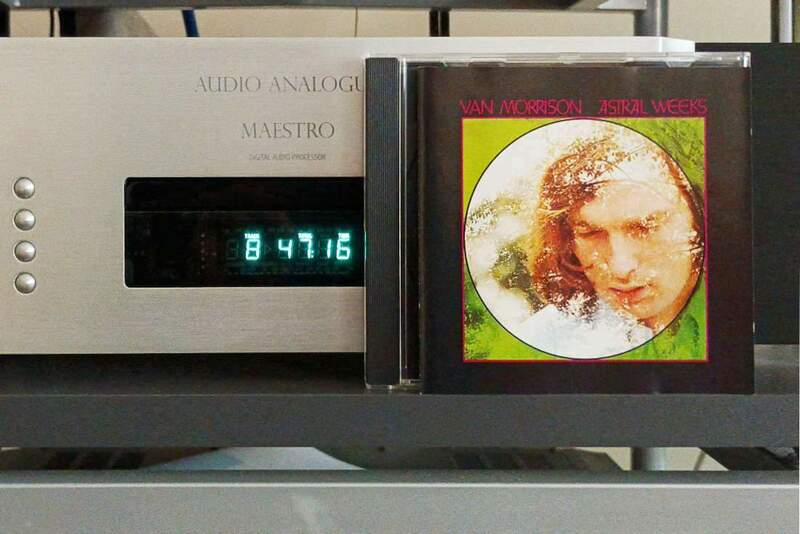 AUDIO ANALOGU
MAESTRO
DIGITAL AUDIO PROCESSOR
8 47:16
VAN MORRISON ASTRAL WEEKS